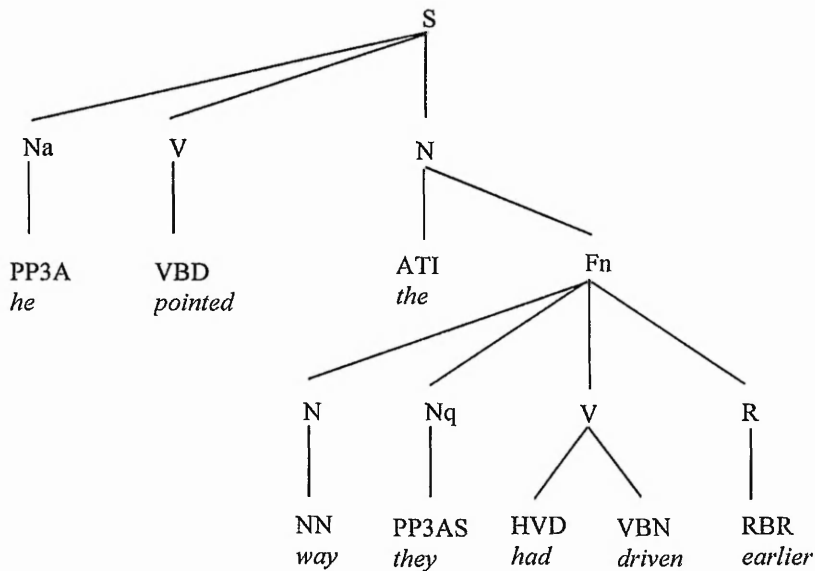 S
Na V N
PP3A VBD ATI Fn
he pointed the
N Nq V R
NN PP3AS HVD VBN RBR
way they had driven earlier